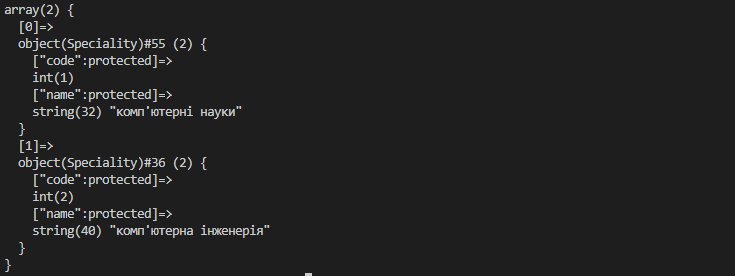 array(2) {
  [0]=>
  object(Speciality)#55 (2) {
    ["code":protected]=>
    int(1)
    ["name":protected]=>
    string(32) "комп'ютерні науки"
  }
  [1]=>
  object(Speciality)#36 (2) {
    ["code":protected]=>
    int(2)
    ["name":protected]=>
    string(40) "комп'ютерна інженерія"
  }
}